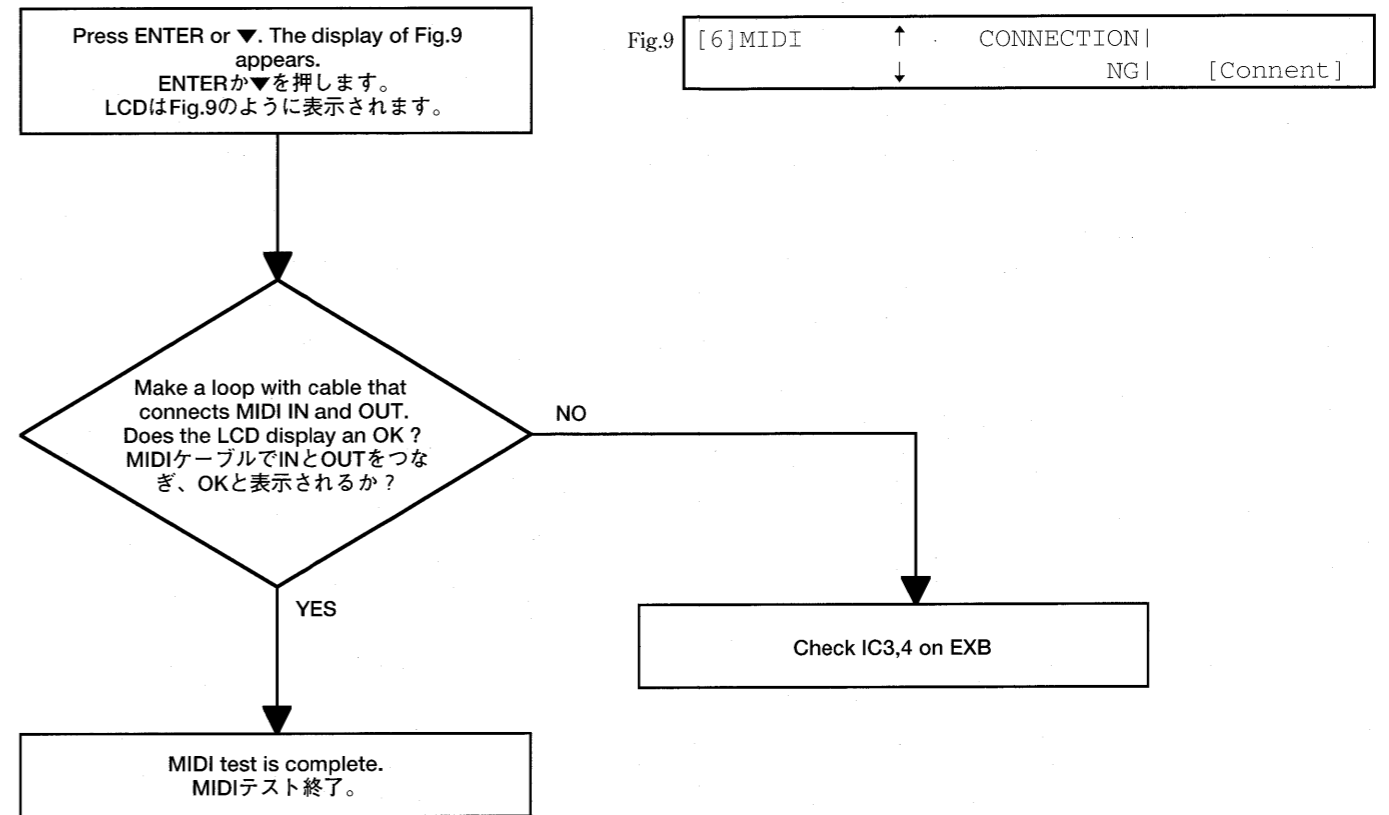 Press ENTER or ▼. The display of Fig.9
appears.
ENTERか▼を押します。
LCDはFig.9のように表示されます。
Fig.9
[6]MIDI ↑ CONNECTION|
↓ NG| [Connent]
Make a loop with cable that
connects MIDI IN and OUT.
Does the LCD display an OK ?
MIDIケーブルでINとOUTをつな
ぎ、OKと表示されるか？
NO
YES
Check IC3,4 on EXB
MIDI test is complete.
MIDIテスト終了。